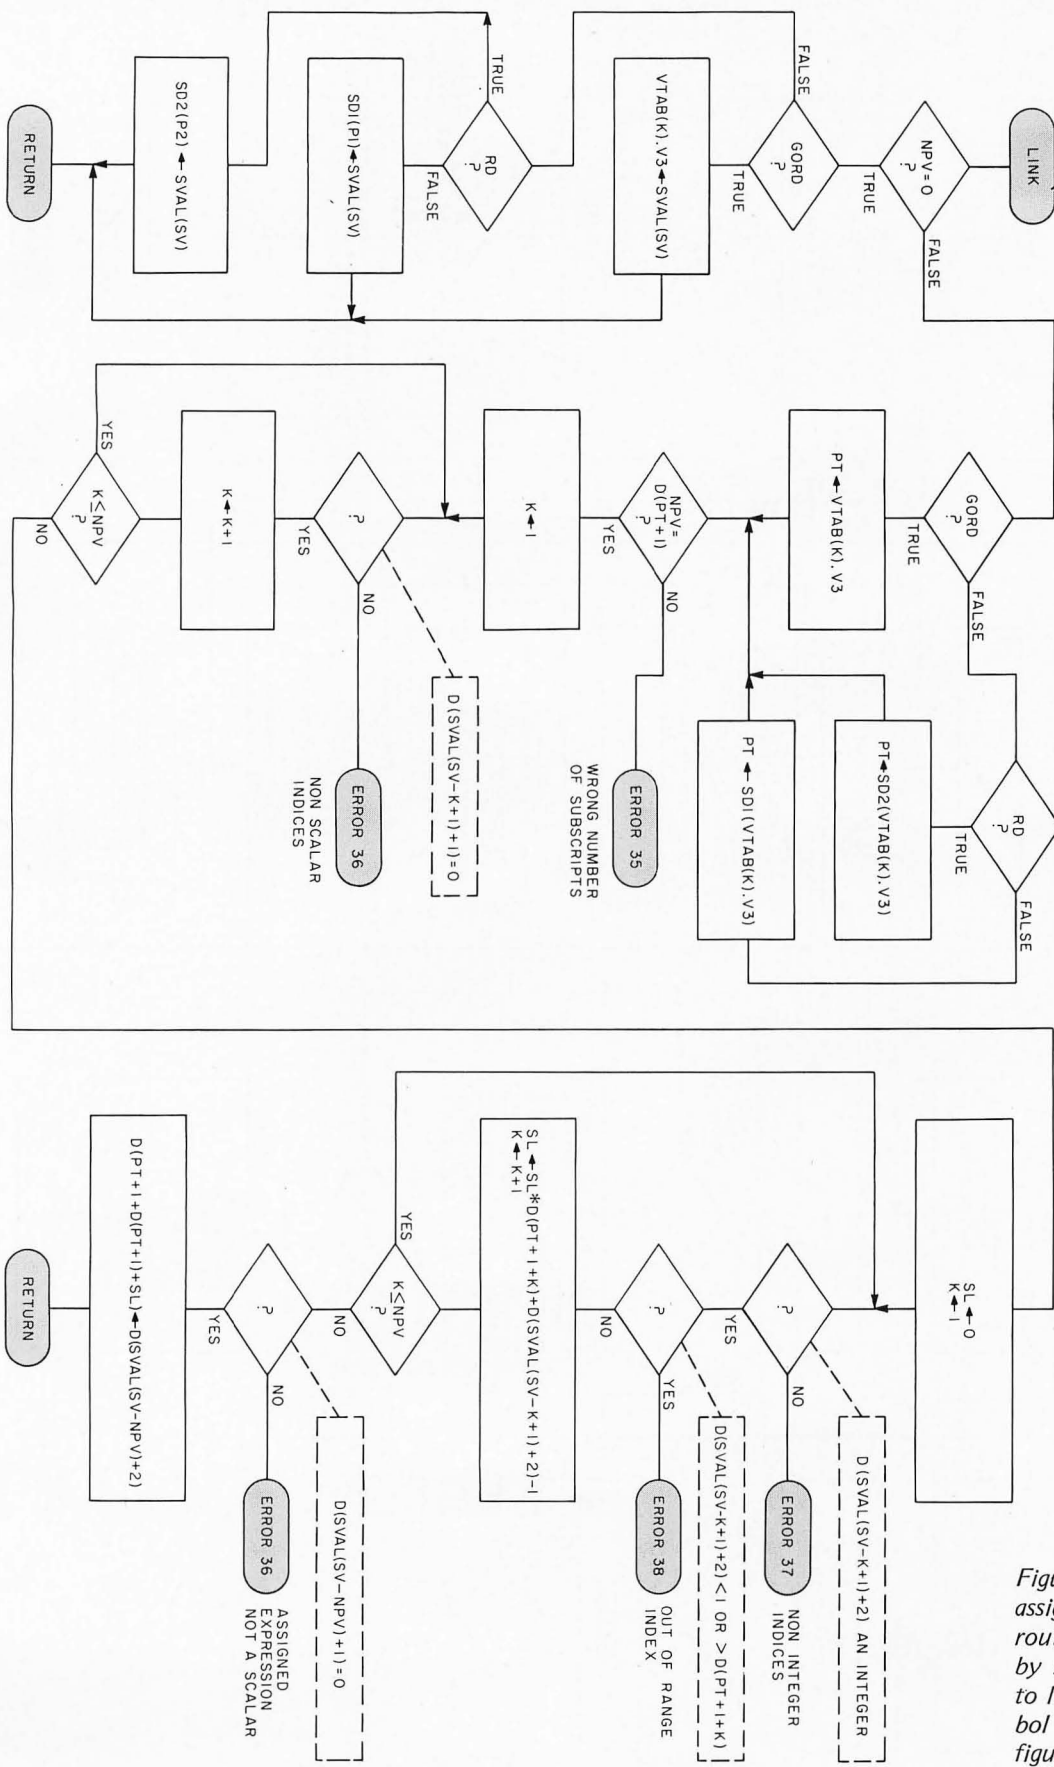 LINK
NPV=0
?
FALSE
TRUE
GORD
?
FALSE
TRUE
VTAB(K).V3←SVAL(SV)
RD
?
TRUE
FALSE
SD1(P1)←SVAL(SV)
SD2(P2)←SVAL(SV)
RETURN
GORD
?
FALSE
TRUE
RD
?
FALSE
TRUE
PT←SD2(VTAB(K).V3)
PT←SD1(VTAB(K).V3)
PT←VTAB(K).V3
NPV=
D(PT+1)
?
NO
YES
ERROR 35
WRONG NUMBER
OF SUBSCRIPTS
K←1
?
D(SVAL(SV-K+1)+1)=0
NO
YES
ERROR 36
NON SCALAR
INDICES
K←K+1
K≤NPV
?
YES
NO
SL←0
K←1
?
D(SVAL(SV-K+1)+2) AN INTEGER
NO
YES
ERROR 37
NON INTEGER
INDICES
?
D(SVAL(SV-K+1)+2)<1 OR >D(PT+1+K)
YES
NO
ERROR 38
OUT OF RANGE
INDEX
SL←SL*D(PT+1+K)+D(SVAL(SV-K+1)+2)-1
K←K+1
K≤NPV
?
YES
NO
?
D(SVAL(SV-NPV)+1)=0
NO
YES
ERROR 36
ASSIGNED
EXPRESSION
NOT A SCALAR
D(PT+1+D(PT+1)+SL)←D(SVAL(SV-NPV)+2)
RETURN
Figu
assig
rout
by
to l
bol
figu